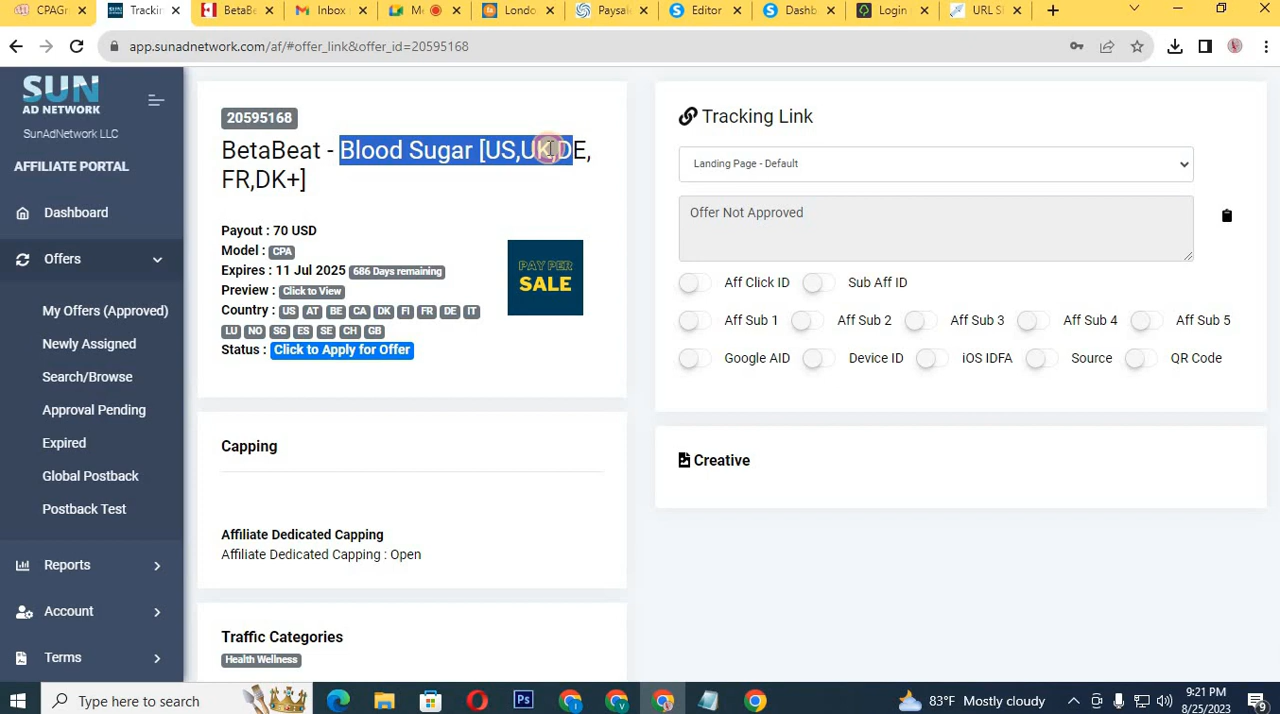 CPAGr
Tracki
BetaBe
Inbox
Me
Londo
Paysal
Editor
Dashb
Login
URL S
app.sunadnetwork.com/af/#offer_link&offer_id=20595168
SUN
AD NETWORK
SunAdNetwork LLC
AFFILIATE PORTAL
Dashboard
Offers
My Offers (Approved)
Newly Assigned
Search/Browse
Approval Pending
Expired
Global Postback
Postback Test
Reports
Account
Terms
20595168
BetaBeat - Blood Sugar [US,UK,DE,
FR,DK+]
Payout : 70 USD
Model : CPA
Expires : 11 Jul 2025 686 Days remaining
Preview : Click to View
Country : US AT BE CA DK FI FR DE IT
LU NO SG ES SE CH GB
Status : Click to Apply for Offer
PAY PER
SALE
Capping
Affiliate Dedicated Capping
Affiliate Dedicated Capping : Open
Traffic Categories
Health Wellness
Tracking Link
Landing Page - Default
Offer Not Approved
Aff Click ID Sub Aff ID
Aff Sub 1 Aff Sub 2 Aff Sub 3 Aff Sub 4 Aff Sub 5
Google AID Device ID iOS IDFA Source QR Code
Creative
Type here to search
Ps
83°F Mostly cloudy
9:21 PM
8/25/2023
9